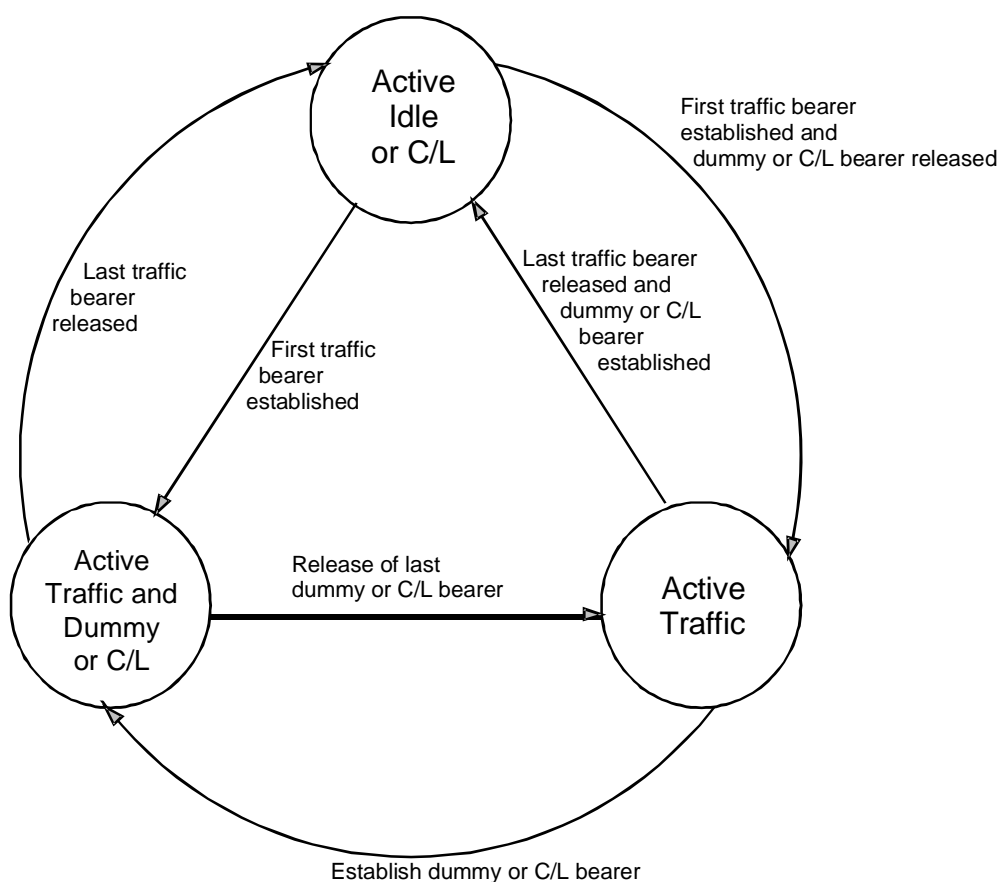 Active
Idle
or C/L
First traffic bearer
established and
dummy or C/L bearer released
Last traffic
bearer
released
Last traffic bearer
released and
dummy or C/L
bearer
established
First traffic
bearer
established
Active
Traffic and
Dummy
or C/L
Release of last
dummy or C/L bearer
Active
Traffic
Establish dummy or C/L bearer